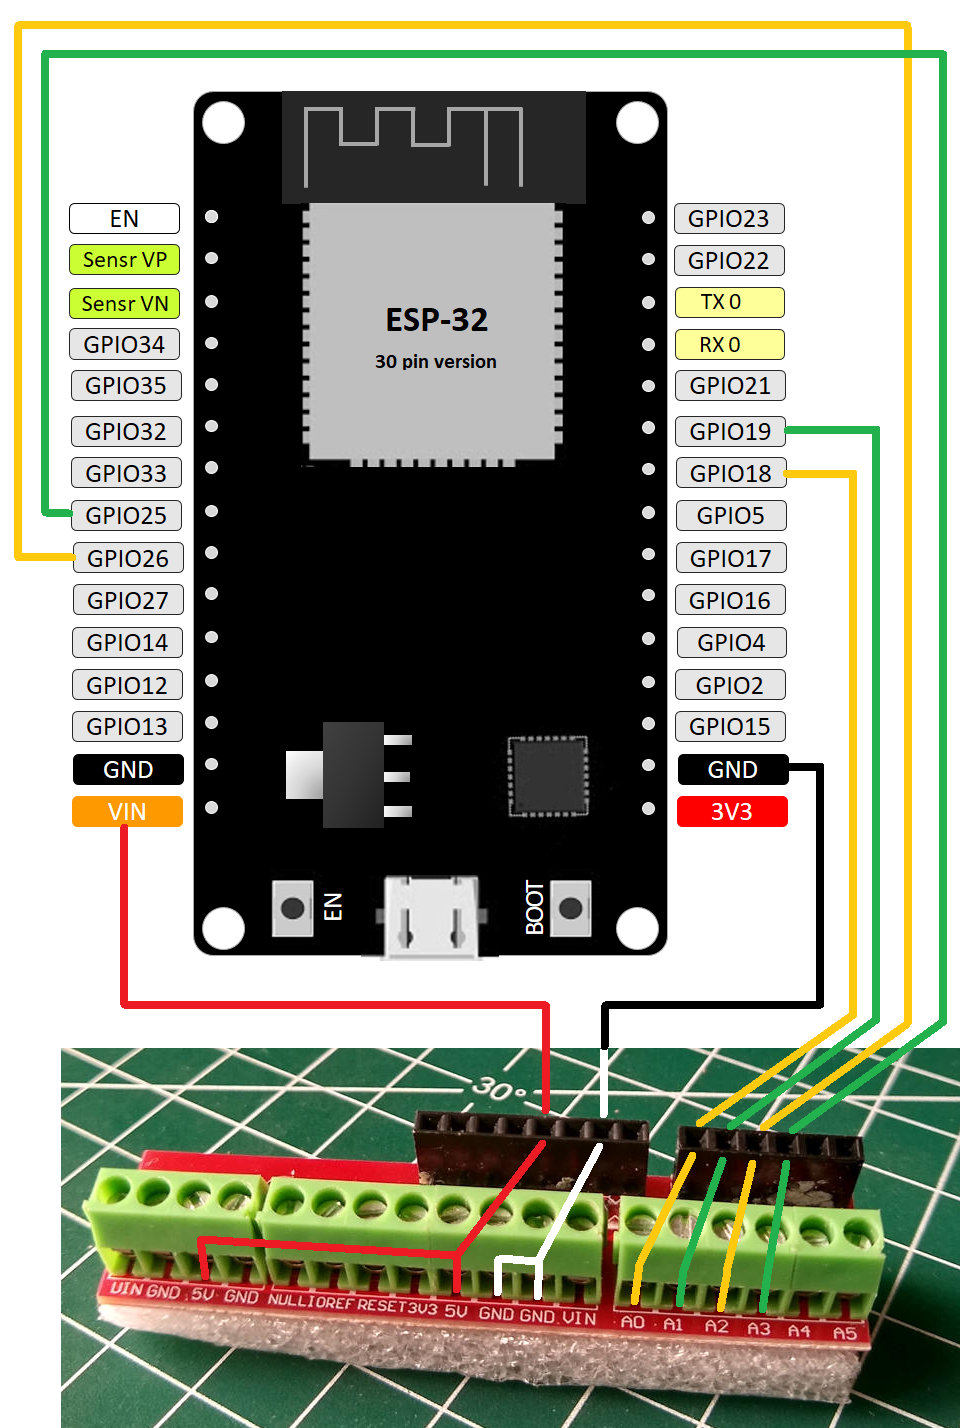 ESP-32
30 pin version
EN
Sensr VP
Sensr VN
GPIO34
GPIO35
GPIO32
GPIO33
GPIO25
GPIO26
GPIO27
GPIO14
GPIO12
GPIO13
GND
VIN
GPIO23
GPIO22
TX 0
RX 0
GPIO21
GPIO19
GPIO18
GPIO5
GPIO17
GPIO16
GPIO4
GPIO2
GPIO15
GND
3V3
EN
BOOT
30°
VIN GND 5V GND NULL IOREF RESET 3V3 5V GND GND VIN
A0 A1 A2 A3 A4 A5